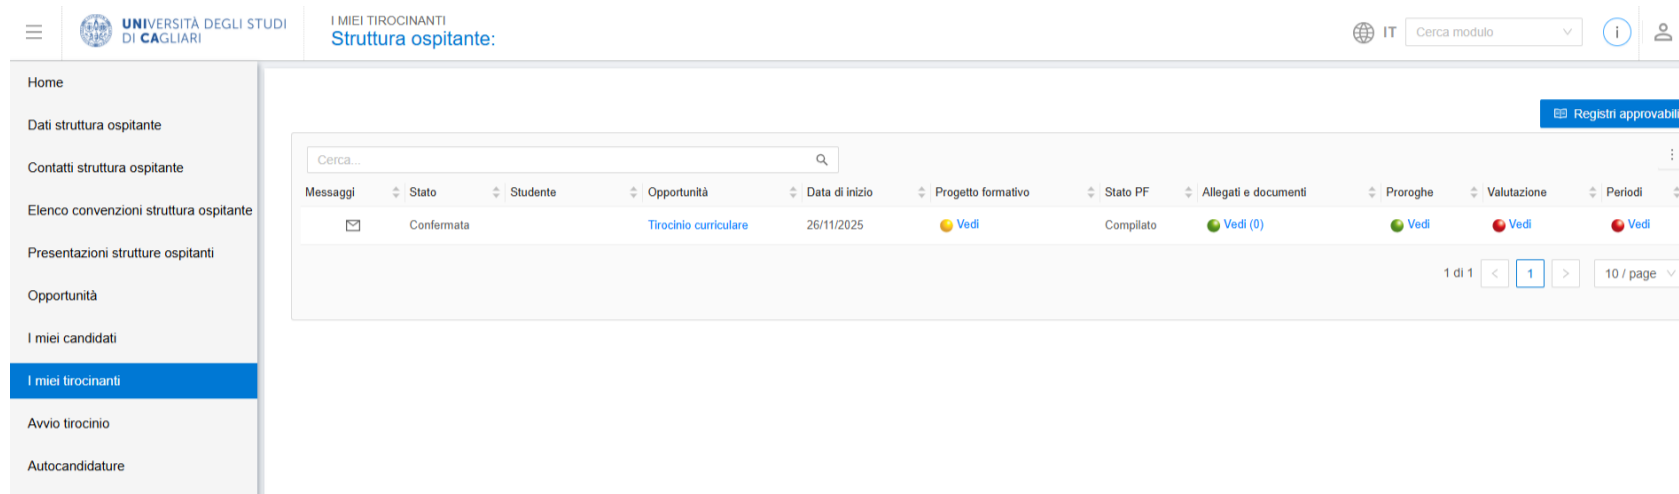 UNIVERSITÀ DEGLI STUDI
DI CAGLIARI
I MIEI TIROCINANTI
Struttura ospitante:
IT
Cerca modulo
i
Home
Dati struttura ospitante
Contatti struttura ospitante
Elenco convenzioni struttura ospitante
Presentazioni strutture ospitanti
Opportunità
I miei candidati
I miei tirocinanti
Avvio tirocinio
Autocandidature
Registri approvabili
Cerca...
Messaggi Stato Studente Opportunità Data di inizio Progetto formativo Stato PF Allegati e documenti Proroghe Valutazione Periodi
Confermata Tirocinio curriculare 26/11/2025 Vedi Compilato Vedi (0) Vedi Vedi Vedi
1 di 1 < 1 > 10 / page